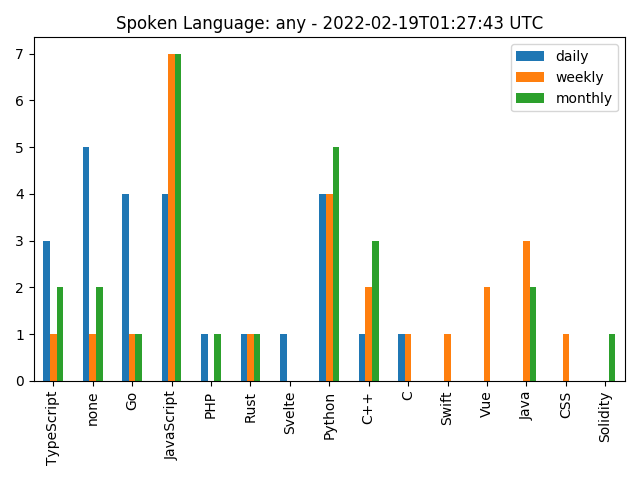 Spoken Language: any - 2022-02-19T01:27:43 UTC
daily
weekly
monthly
7
6
5
4
3
2
1
0
TypeScript
none
Go
JavaScript
PHP
Rust
Svelte
Python
C++
C
Swift
Vue
Java
CSS
Solidity